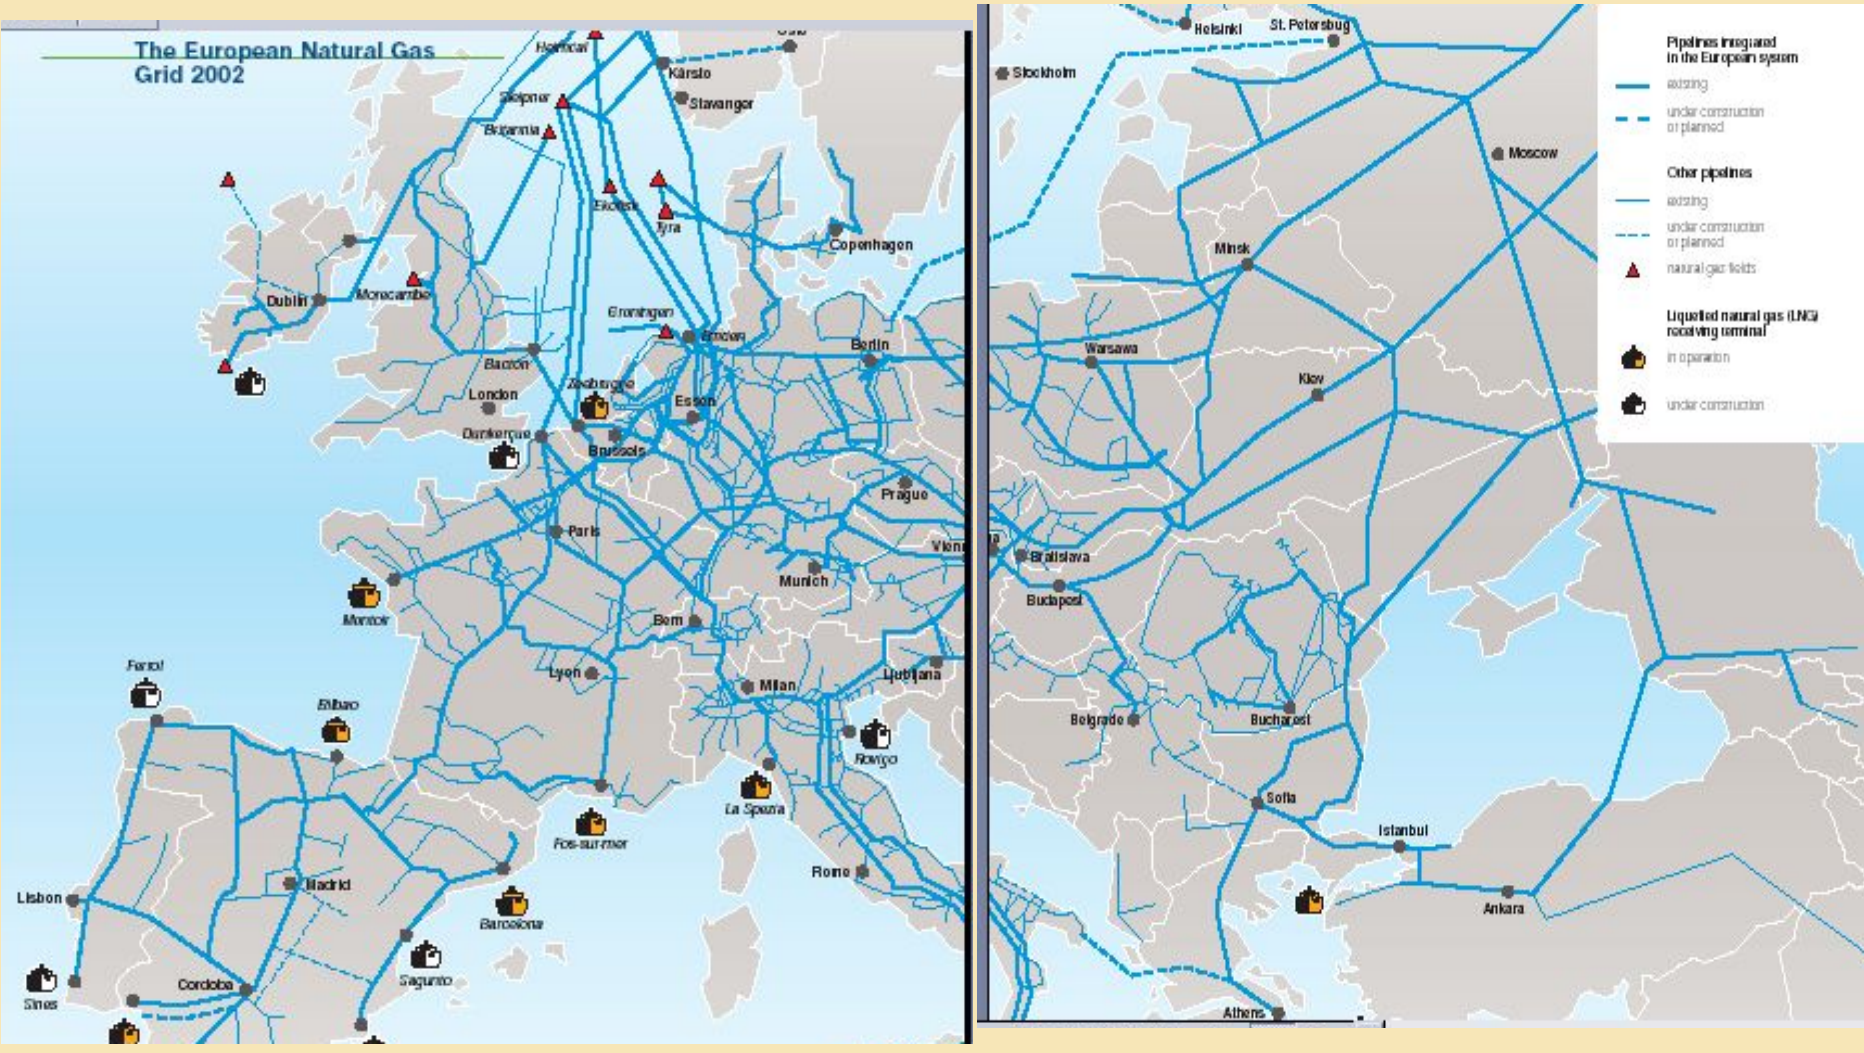 The European Natural Gas
Grid 2002
Heimdal
Oslo
Kårsto
Sleipner
Stavanger
Britannia
Ekofisk
Tyra
Copenhagen
Dublin
Morecambe
Groningen
Emden
Berlin
Bacton
Zeebrugge
London
Essen
Dunkerque
Brussels
Prague
Paris
Vienna
Munich
Montoir
Bern
Ferrol
Lyon
Ljubljana
Milan
Bilbao
Rovigo
La Spezia
Fos-sur-mer
Rome
Madrid
Lisbon
Barcelona
Sagunto
Cordoba
Sines
Helsinki
St. Petersbug
Stockholm
Moscow
Minsk
Warsawa
Kiev
Bratislava
Budapest
Belgrade
Bucharest
Sofia
Istanbul
Ankara
Athens
Pipelines integrated
in the European system
existing
under construction
or planned
Other pipelines
existing
under construction
or planned
natural gas fields
Liquefied natural gas (LNG)
receiving terminal
in operation
under construction